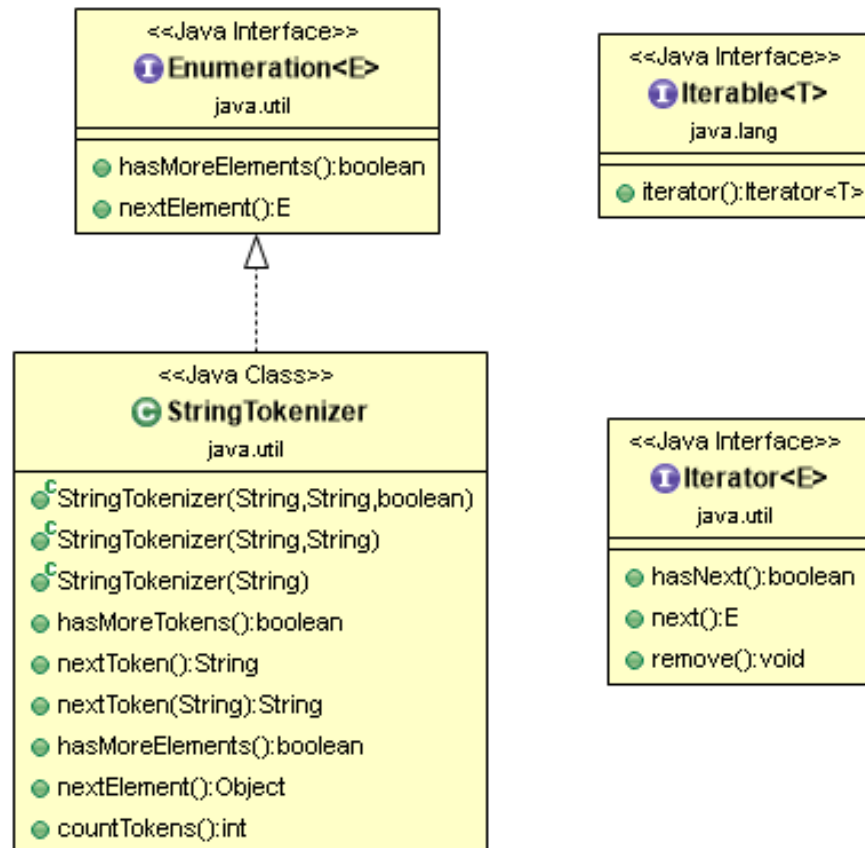 <<Java Interface>>
I Enumeration<E>
java.util
hasMoreElements():boolean
nextElement():E
<<Java Interface>>
I Iterable<T>
java.lang
iterator():Iterator<T>
<<Java Class>>
C StringTokenizer
java.util
C StringTokenizer(String,String,boolean)
C StringTokenizer(String,String)
C StringTokenizer(String)
hasMoreTokens():boolean
nextToken():String
nextToken(String):String
hasMoreElements():boolean
nextElement():Object
countTokens():int
<<Java Interface>>
I Iterator<E>
java.util
hasNext():boolean
next():E
remove():void